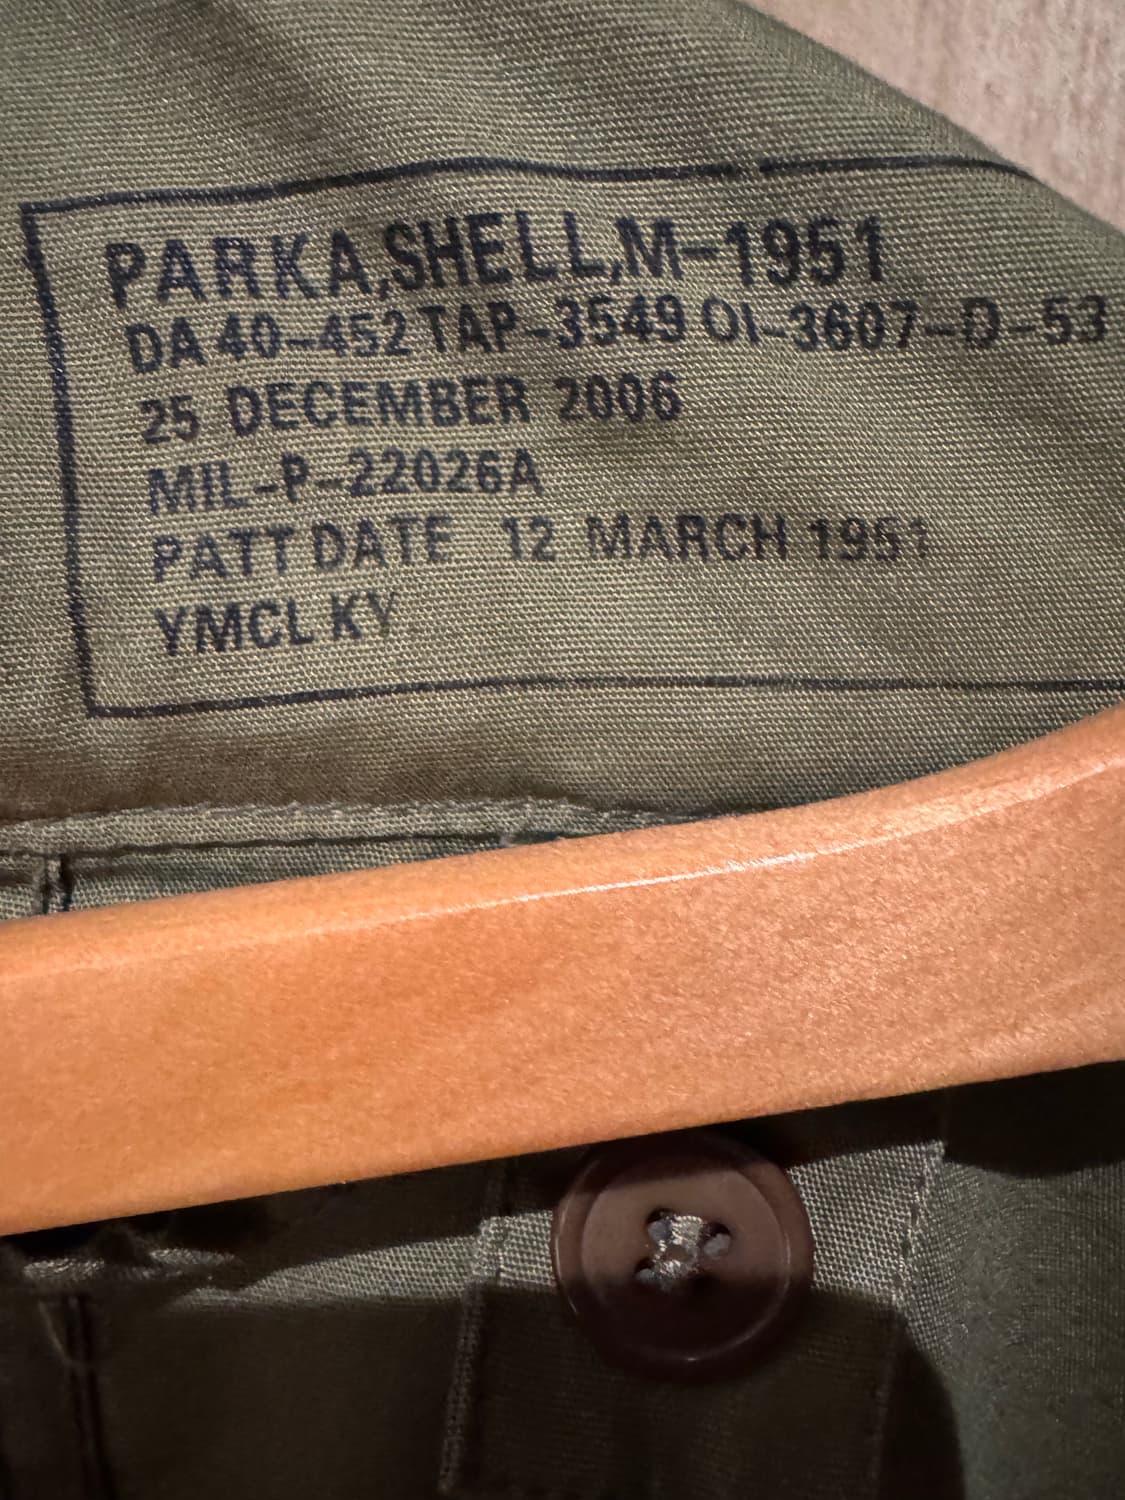 PARKA,SHELL,M-1951
DA 40-452 TAP-3549 OI-3607-D-53
25 DECEMBER 2006
MIL-P-22026A
PATT DATE 12 MARCH 1951
YMCL KY.